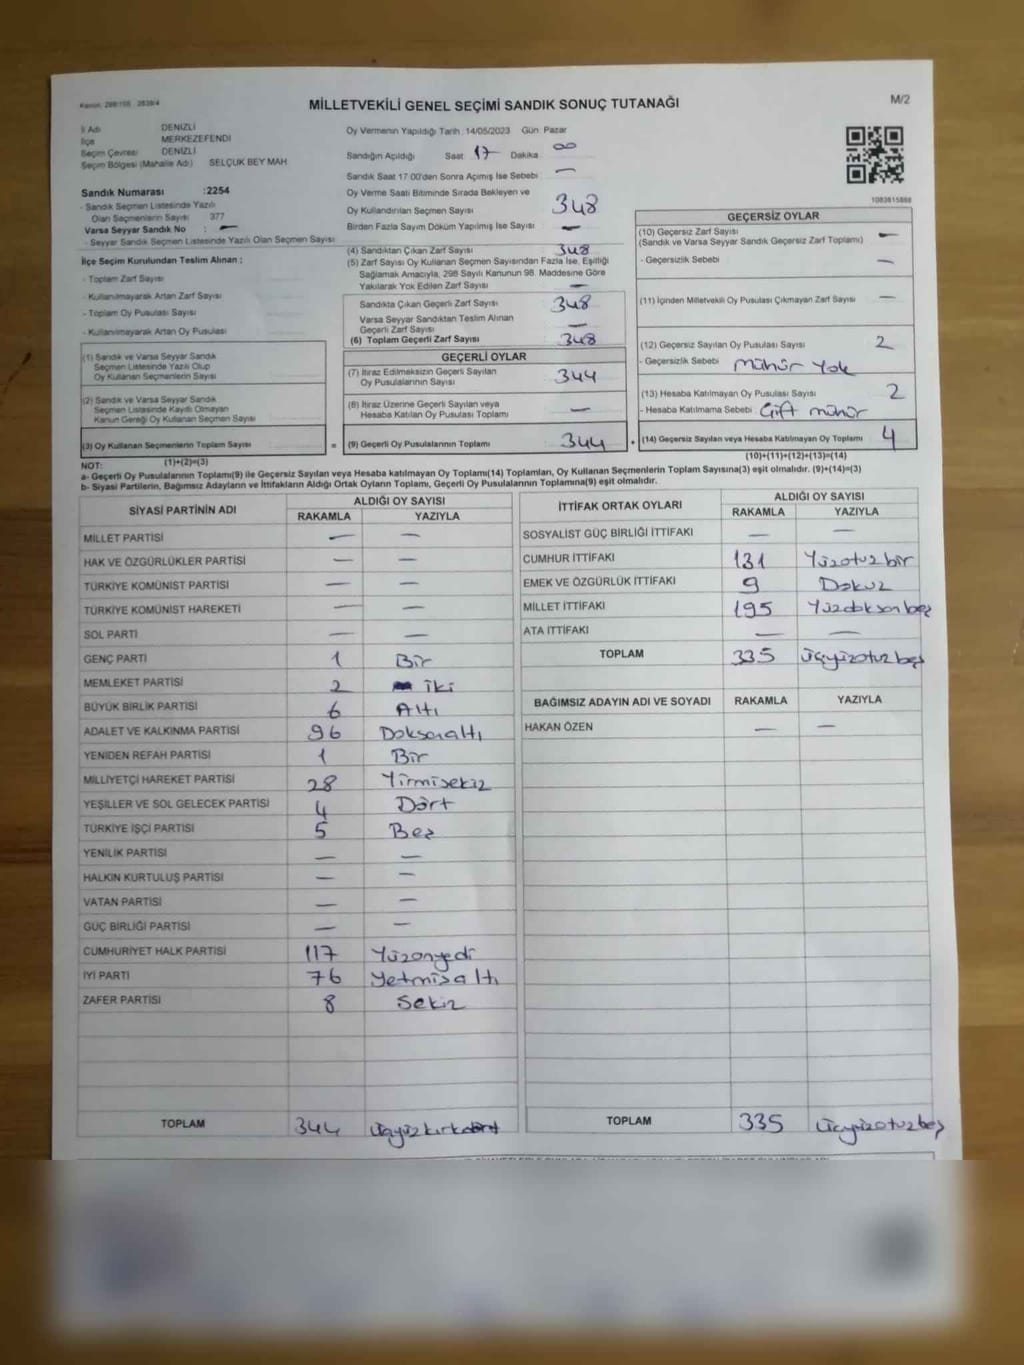 Kanun: 298/105 2839/4
MİLLETVEKİLİ GENEL SEÇİMİ SANDIK SONUÇ TUTANAĞI
M/2
İl Adı DENİZLİ
İlçe MERKEZEFENDİ
Seçim Çevresi DENİZLİ
Seçim Bölgesi (Mahalle Adı) SELÇUK BEY MAH.
Sandık Numarası :2254
- Sandık Seçmen Listesinde Yazılı
Olan Seçmenlerin Sayısı 377
Varsa Seyyar Sandık No : —
- Seyyar Sandık Seçmen Listesinde Yazılı Olan Seçmen Sayısı:
İlçe Seçim Kurulundan Teslim Alınan :
- Toplam Zarf Sayısı
- Kullanılmayarak Artan Zarf Sayısı
- Toplam Oy Pusulası Sayısı
- Kullanılmayarak Artan Oy Pusulası
(1) Sandık ve Varsa Seyyar Sandık
Seçmen Listesinde Yazılı Olup
Oy Kullanan Seçmenlerin Sayısı
(2) Sandık ve Varsa Seyyar Sandık
Seçmen Listesinde Kayıtlı Olmayan
Kanun Gereği Oy Kullanan Seçmen Sayısı
(3) Oy Kullanan Seçmenlerin Toplam Sayısı =
(1)+(2)=(3)
Oy Vermenin Yapıldığı Tarih :14/05/2023 Gün Pazar
Sandığın Açıldığı Saat 17 Dakika 00
Sandık Saat 17:00'den Sonra Açımış İse Sebebi —
Oy Verme Saati Bitiminde Sırada Bekleyen ve
Oy Kullandırılan Seçmen Sayısı 348
Birden Fazla Sayım Döküm Yapılmış İse Sayısı —
(4) Sandıktan Çıkan Zarf Sayısı 348
(5) Zarf Sayısı Oy Kullanan Seçmen Sayısından Fazla İse, Eşitliği
Sağlamak Amacıyla, 298 Sayılı Kanunun 98. Maddesine Göre
Yakılarak Yok Edilen Zarf Sayısı —
Sandıkta Çıkan Geçerli Zarf Sayısı 348
Varsa Seyyar Sandıktan Teslim Alınan
Geçerli Zarf Sayısı —
(6) Toplam Geçerli Zarf Sayısı 348
GEÇERLİ OYLAR
(7) İtiraz Edilmeksizin Geçerli Sayılan
Oy Pusulalarının Sayısı 344
(8) İtiraz Üzerine Geçerli Sayılan veya
Hesaba Katılan Oy Pusulası Toplamı —
(9) Geçerli Oy Pusulalarının Toplamı 344 +
1083815888
GEÇERSİZ OYLAR
(10) Geçersiz Zarf Sayısı —
(Sandık ve Varsa Seyyar Sandık Geçersiz Zarf Toplamı)
- Geçersizlik Sebebi —
(11) İçinden Milletvekili Oy Pusulası Çıkmayan Zarf Sayısı —
(12) Geçersiz Sayılan Oy Pusulası Sayısı 2
- Geçersizlik Sebebi Mühür Yok
(13) Hesaba Katılmayan Oy Pusulası Sayısı 2
- Hesaba Katılmama Sebebi Çift mühür
(14) Geçersiz Sayılan veya Hesaba Katılmayan Oy Toplamı 4
(10)+(11)+(12)+(13)=(14)
NOT:
a- Geçerli Oy Pusulalarının Toplamı(9) ile Geçersiz Sayılan veya Hesaba Katılmayan Oy Toplamı(14) Toplamları, Oy Kullanan Seçmenlerin Toplam Sayısına(3) eşit olmalıdır. (9)+(14)=(3)
b- Siyasi Partilerin, Bağımsız Adayların ve İttifakların Aldığı Ortak Oyların Toplamı, Geçerli Oy Pusulalarının Toplamına(9) eşit olmalıdır.
SİYASİ PARTİNİN ADI ALDIĞI OY SAYISI
RAKAMLA YAZIYLA
MİLLET PARTİSİ — —
HAK VE ÖZGÜRLÜKLER PARTİSİ — —
TÜRKİYE KOMÜNİST PARTİSİ — —
TÜRKİYE KOMÜNİST HAREKETİ — —
SOL PARTİ — —
GENÇ PARTİ 1 Bir
MEMLEKET PARTİSİ 2 iki
BÜYÜK BİRLİK PARTİSİ 6 Altı
ADALET VE KALKINMA PARTİSİ 96 Doksanaltı
YENİDEN REFAH PARTİSİ 1 Bir
MİLLİYETÇİ HAREKET PARTİSİ 28 Yirmisekiz
YEŞİLLER VE SOL GELECEK PARTİSİ 4 Dört
TÜRKİYE İŞÇİ PARTİSİ 5 Beş
YENİLİK PARTİSİ — —
HALKIN KURTULUŞ PARTİSİ — —
VATAN PARTİSİ — —
GÜÇ BİRLİĞİ PARTİSİ — —
CUMHURİYET HALK PARTİSİ 117 Yüzonyedi
İYİ PARTİ 76 Yetmişaltı
ZAFER PARTİSİ 8 Sekiz
TOPLAM 344 üçyüzkırkdört
İTTİFAK ORTAK OYLARI ALDIĞI OY SAYISI
RAKAMLA YAZIYLA
SOSYALİST GÜÇ BİRLİĞİ İTTİFAKI — —
CUMHUR İTTİFAKI 131 Yüzotuzbir
EMEK VE ÖZGÜRLÜK İTTİFAKI 9 Dokuz
MİLLET İTTİFAKI 195 Yüzdoksanbeş
ATA İTTİFAKI — —
TOPLAM 335 üçyüzotuzbeş
BAĞIMSIZ ADAYIN ADI VE SOYADI RAKAMLA YAZIYLA
HAKAN ÖZEN — —
TOPLAM 335 üçyüzotuzbeş